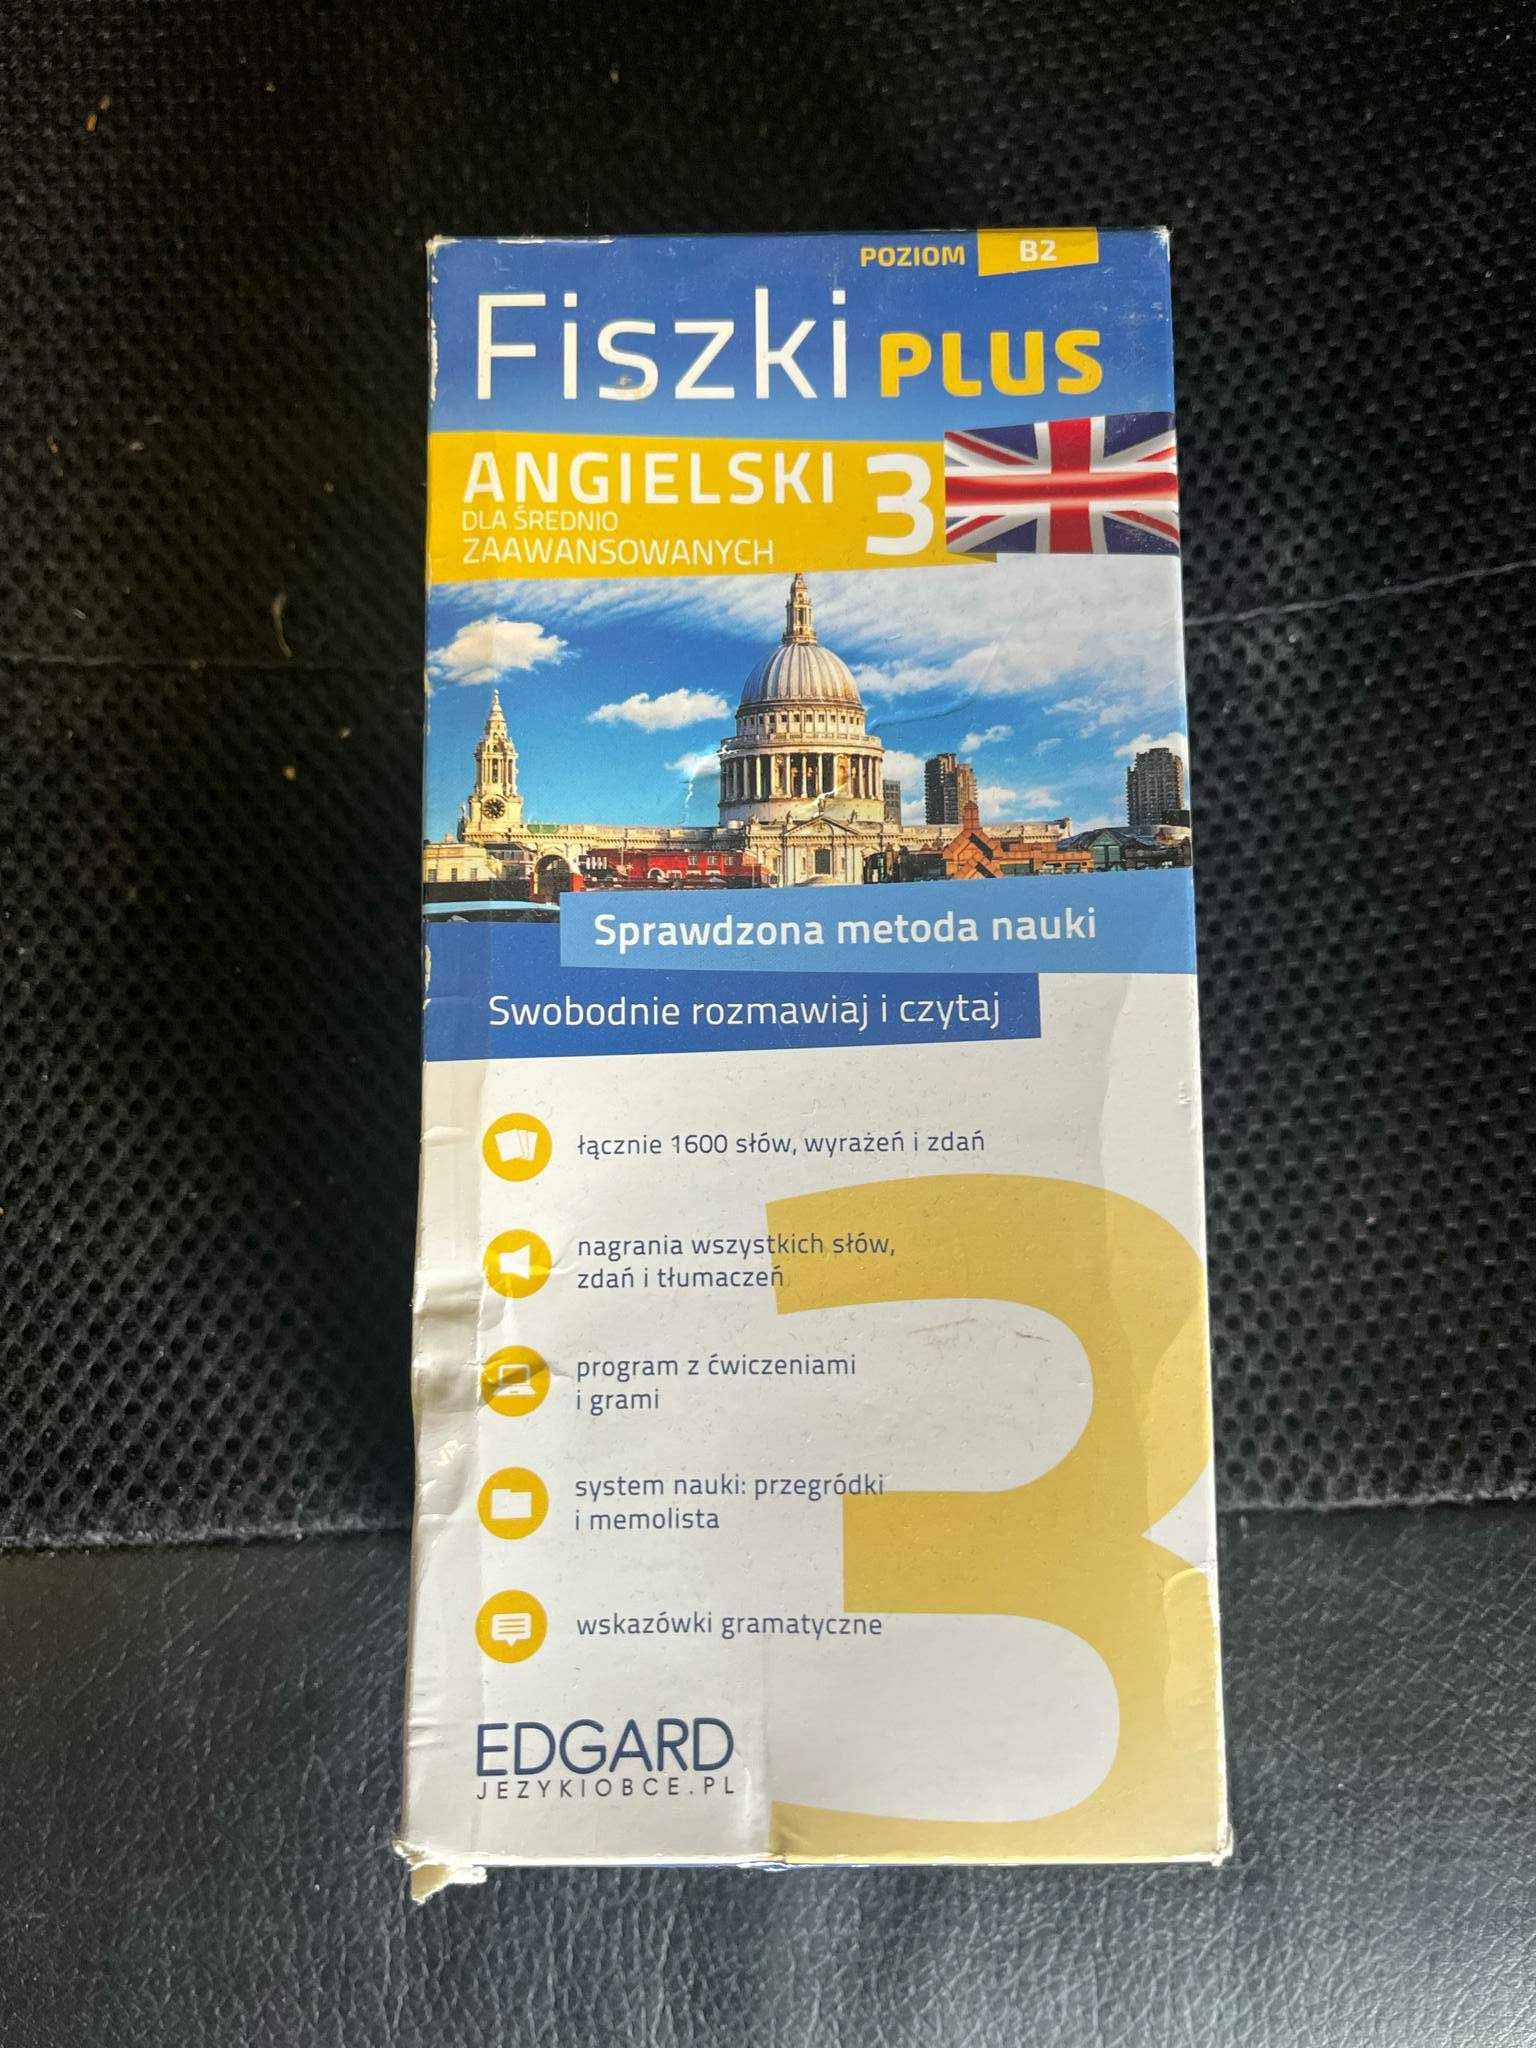 POZIOM B2
Fiszki PLUS
ANGIELSKI 3
DLA ŚREDNIO
ZAAWANSOWANYCH
Sprawdzona metoda nauki
Swobodnie rozmawiaj i czytaj
łącznie 1600 słów, wyrażeń i zdań
nagrania wszystkich słów,
zdań i tłumaczeń
program z ćwiczeniami
i grami
system nauki: przegródki
i memolista
wskazówki gramatyczne
3
EDGARD
JEZYKIOBCE.PL